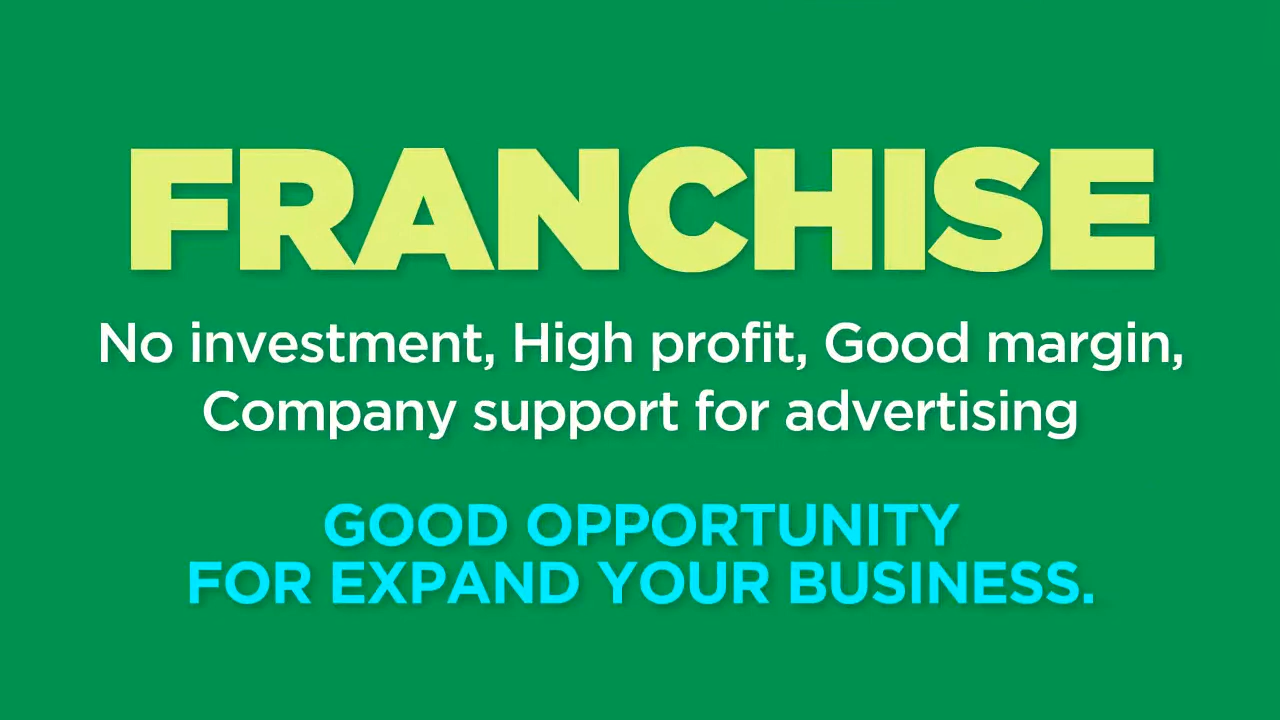 FRANCHISE
No investment, High profit, Good margin,
Company support for advertising
GOOD OPPORTUNITY
FOR EXPAND YOUR BUSINESS.